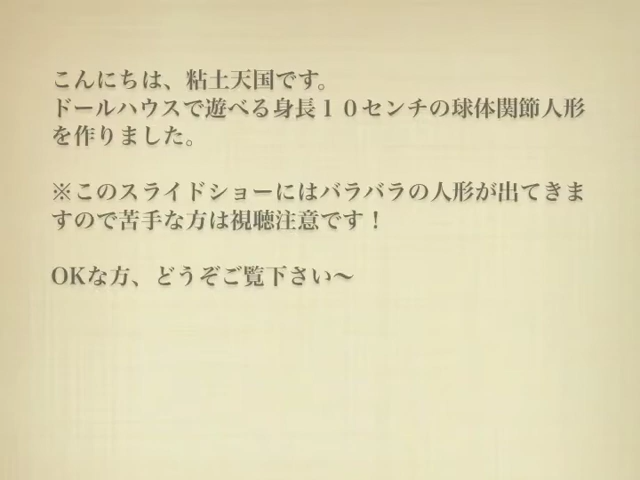 こんにちは、粘土天国です。
ドールハウスで遊べる身長１０センチの球体関節人形
を作りました。
※このスライドショーにはバラバラの人形が出てきま
すので苦手な方は視聴注意です！
OKな方、どうぞご覧下さい〜